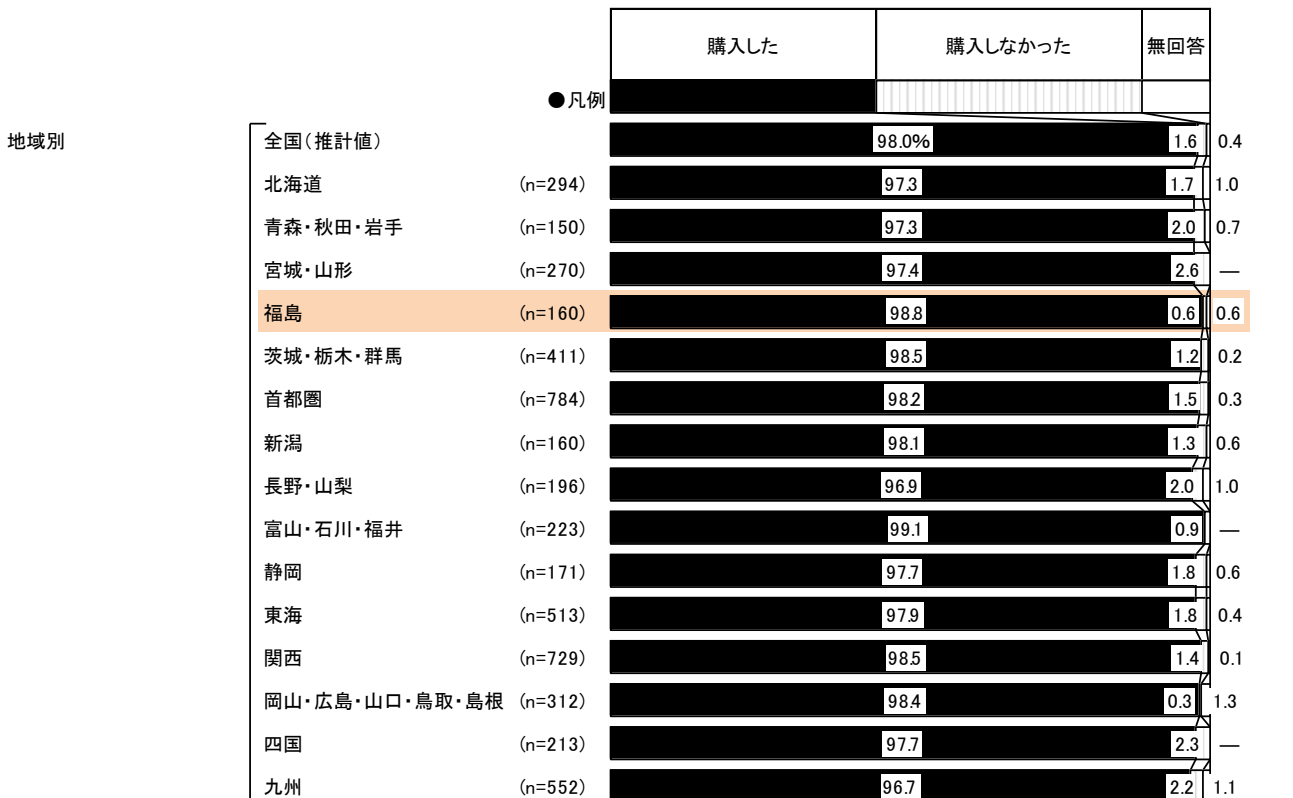 購入した 購入しなかった 無回答
●凡例
地域別 全国(推計値) 98.0% 1.6 0.4
北海道 (n=294) 97.3 1.7 1.0
青森・秋田・岩手 (n=150) 97.3 2.0 0.7
宮城・山形 (n=270) 97.4 2.6 —
福島 (n=160) 98.8 0.6 0.6
茨城・栃木・群馬 (n=411) 98.5 1.2 0.2
首都圏 (n=784) 98.2 1.5 0.3
新潟 (n=160) 98.1 1.3 0.6
長野・山梨 (n=196) 96.9 2.0 1.0
富山・石川・福井 (n=223) 99.1 0.9 —
静岡 (n=171) 97.7 1.8 0.6
東海 (n=513) 97.9 1.8 0.4
関西 (n=729) 98.5 1.4 0.1
岡山・広島・山口・鳥取・島根 (n=312) 98.4 0.3 1.3
四国 (n=213) 97.7 2.3 —
九州 (n=552) 96.7 2.2 1.1